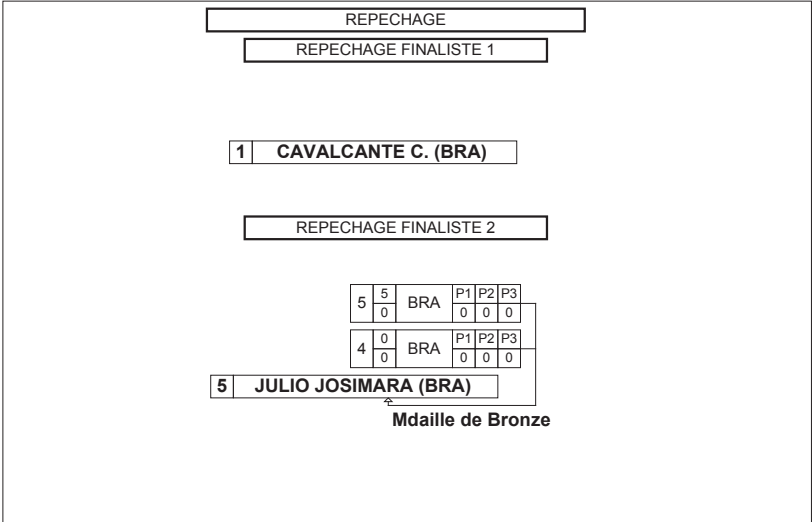 REPECHAGE
REPECHAGE FINALISTE 1
1 CAVALCANTE C. (BRA)
REPECHAGE FINALISTE 2
5 5 BRA P1 P2 P3
0 0 0 0
4 0 BRA P1 P2 P3
0 0 0 0
5 JULIO JOSIMARA (BRA)
Mdaille de Bronze